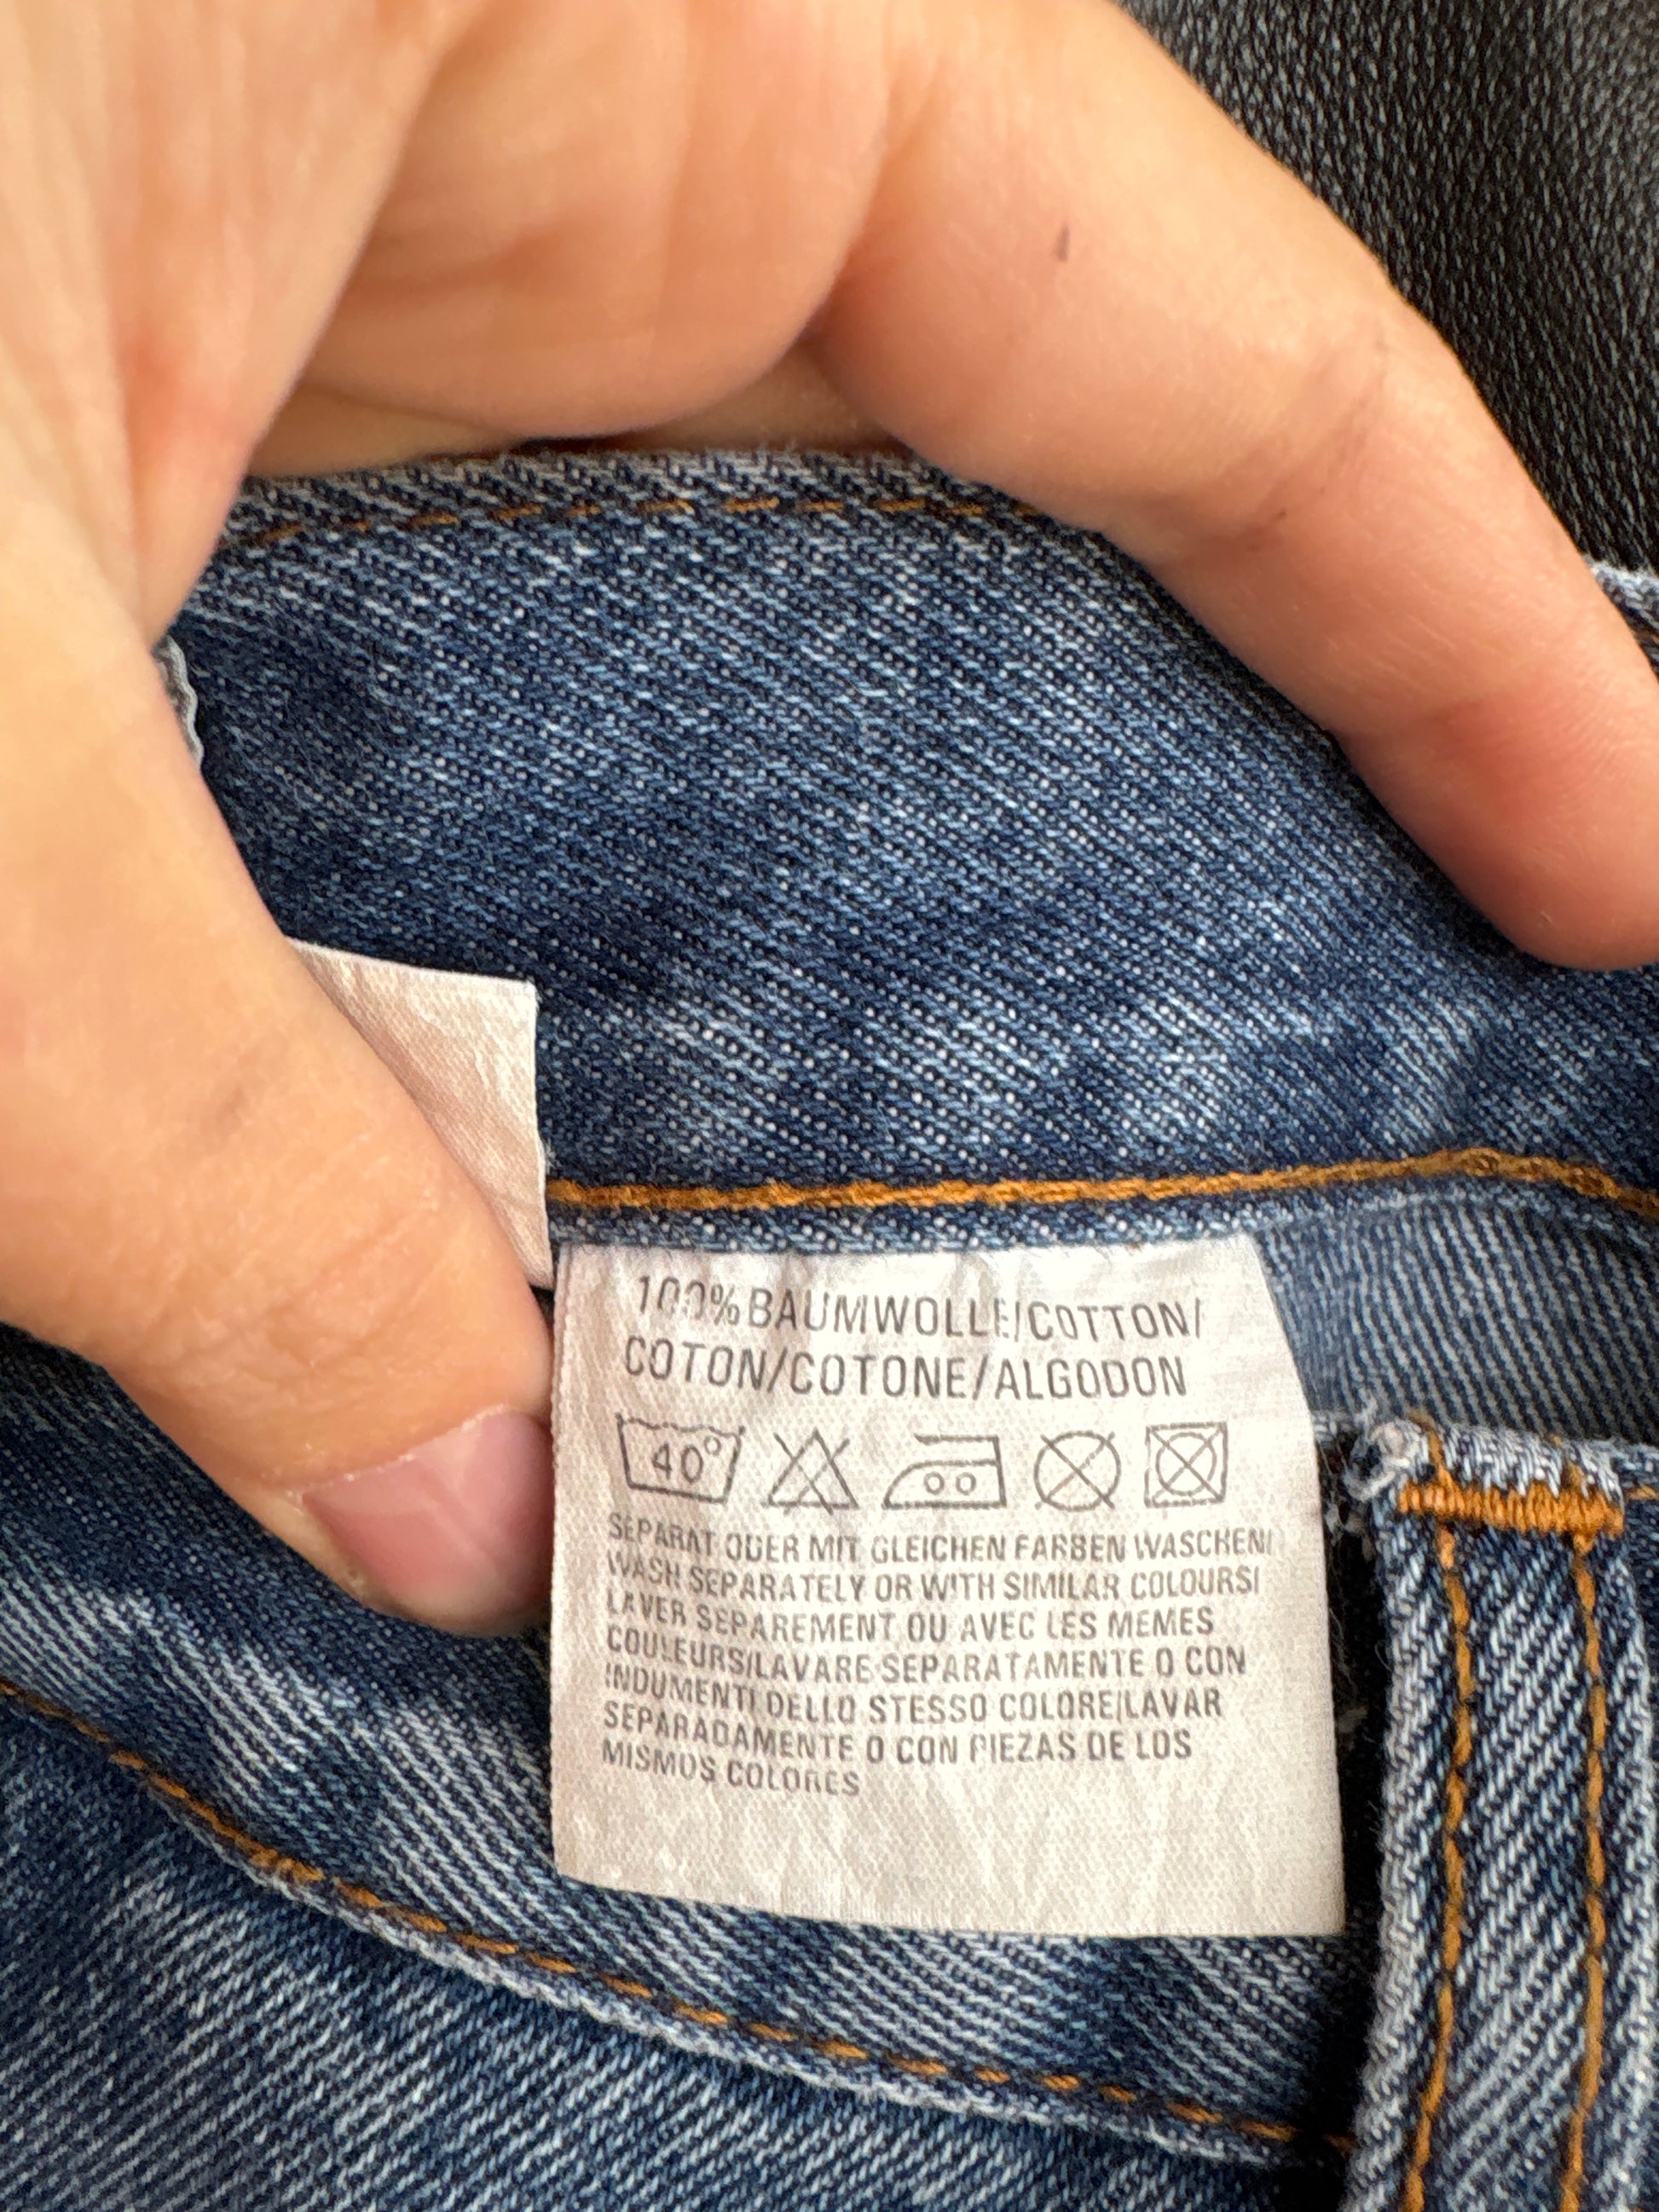 100% BAUMWOLLE/COTTON/
COTON/COTONE/ALGODON
40°
SEPARAT ODER MIT GLEICHEN FARBEN WASCHEN/
WASH SEPARATELY OR WITH SIMILAR COLOURS/
LAVER SEPAREMENT OU AVEC LES MEMES
COULEURS/LAVARE SEPARATAMENTE O CON
INDUMENTI DELLO STESSO COLORE/LAVAR
SEPARADAMENTE O CON PIEZAS DE LOS
MISMOS COLORES